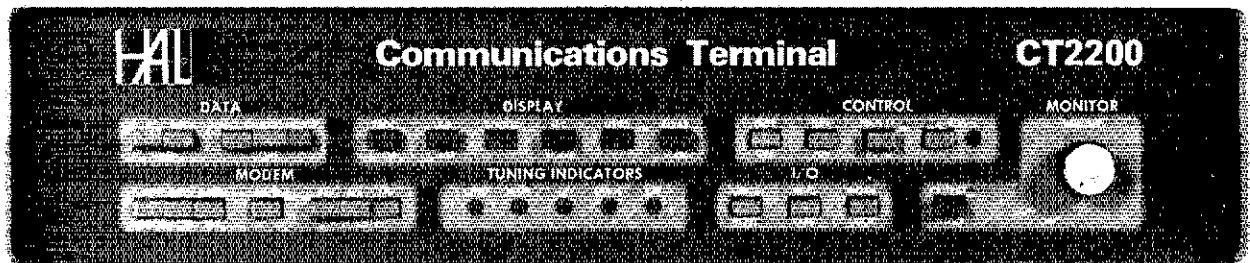 HAL Communications Terminal CT2200
DATA DISPLAY CONTROL MONITOR
MODEM TUNING INDICATORS I/O